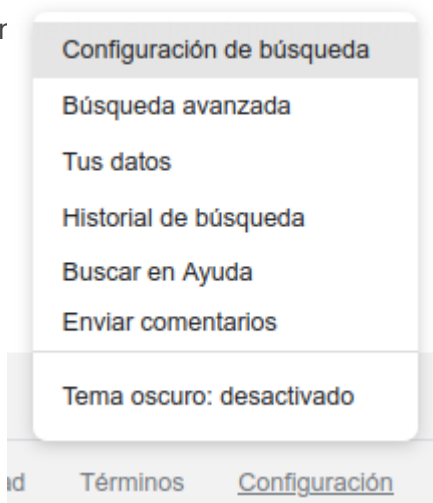 Configuración de búsqueda
Búsqueda avanzada
Tus datos
Historial de búsqueda
Buscar en Ayuda
Enviar comentarios
Tema oscuro: desactivado
Términos Configuración